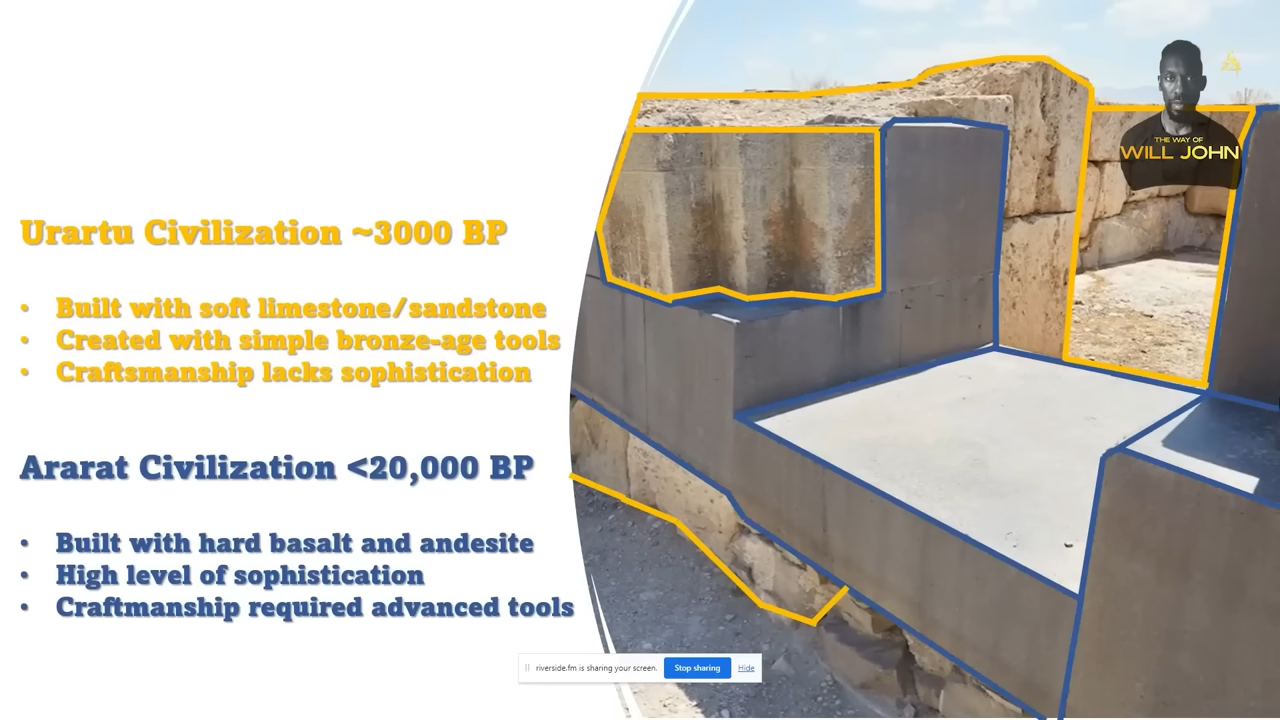 Urartu Civilization ~3000 BP
• Built with soft limestone/sandstone
• Created with simple bronze-age tools
• Craftsmanship lacks sophistication
Ararat Civilization <20,000 BP
• Built with hard basalt and andesite
• High level of sophistication
• Craftmanship required advanced tools
THE WAY OF
WILL JOHN
riverside.fm is sharing your screen. Stop sharing Hide